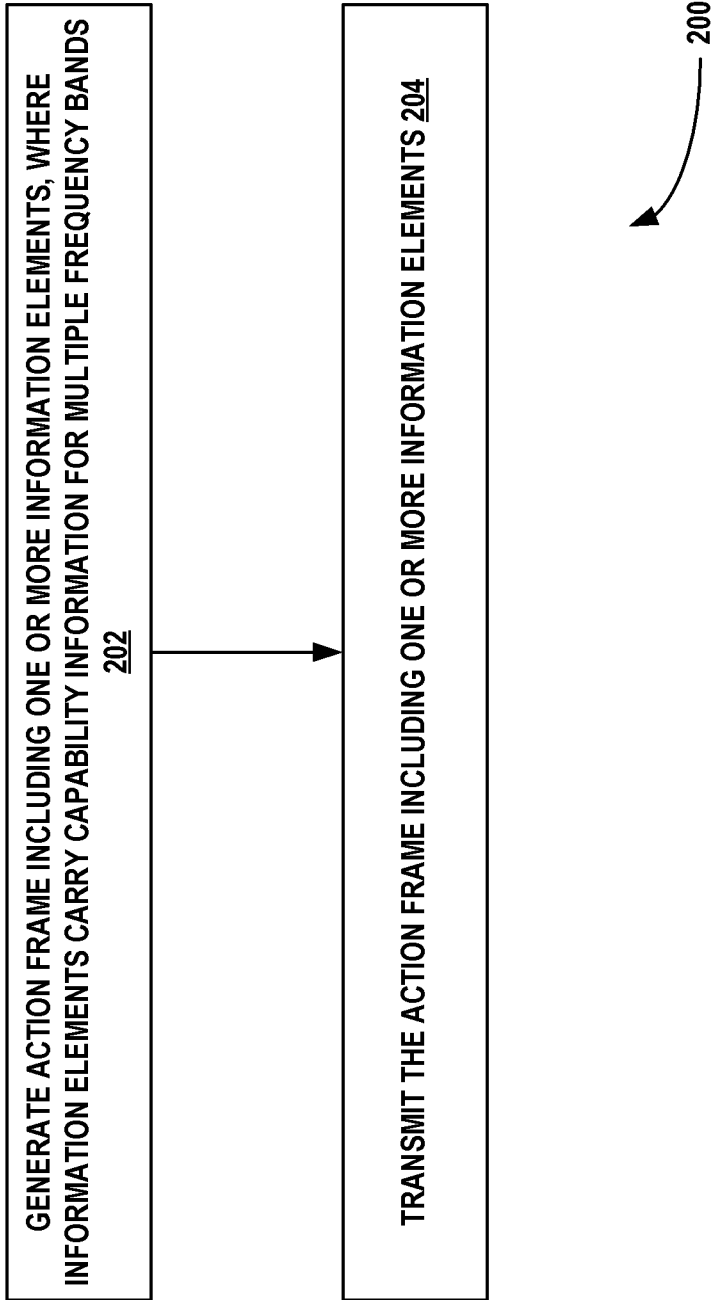 GENERATE ACTION FRAME INCLUDING ONE OR MORE INFORMATION ELEMENTS, WHERE
INFORMATION ELEMENTS CARRY CAPABILITY INFORMATION FOR MULTIPLE FREQUENCY BANDS
202
TRANSMIT THE ACTION FRAME INCLUDING ONE OR MORE INFORMATION ELEMENTS 204
200